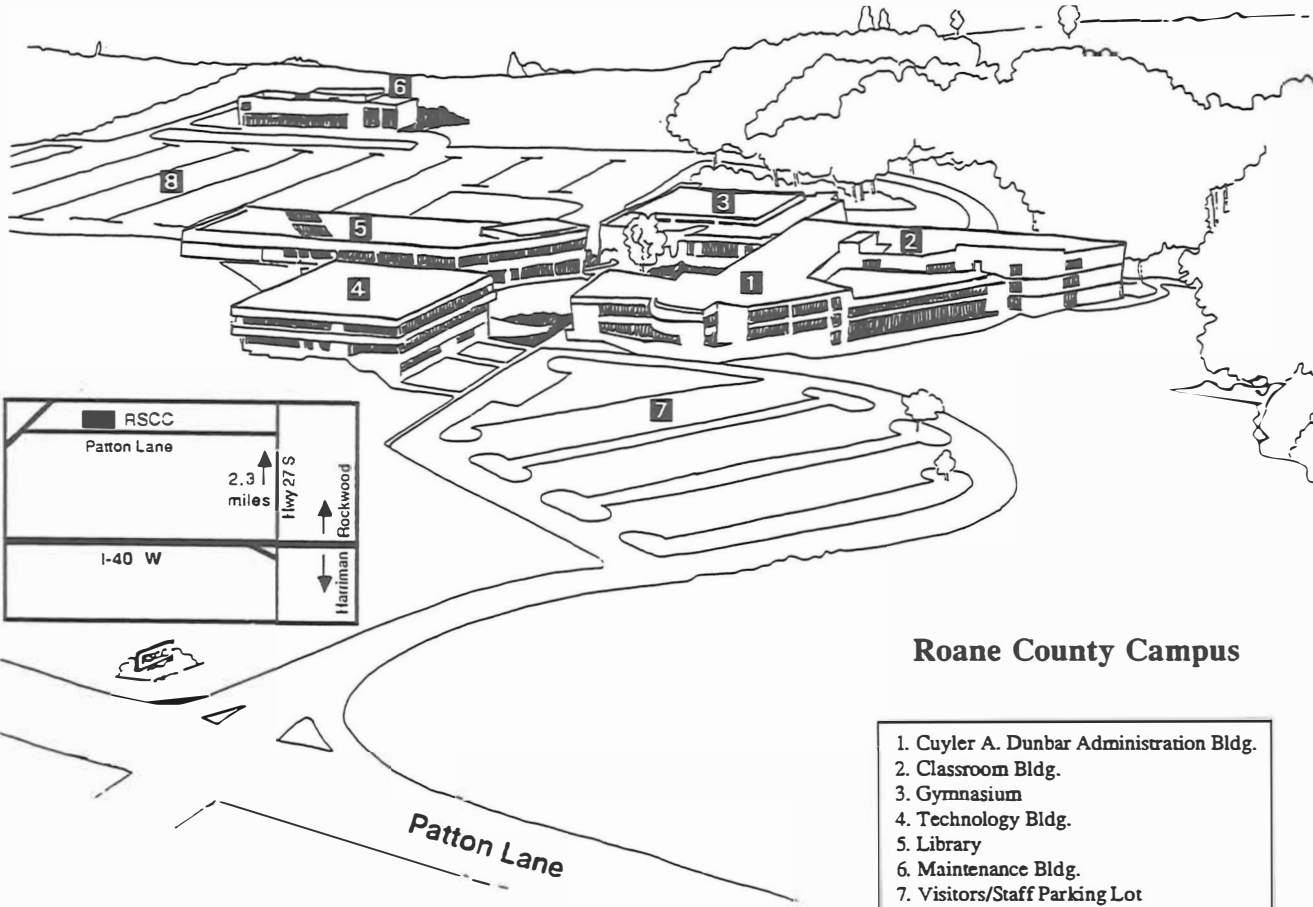 6
8
3
5
2
4
1
7
RSCC
Patton Lane
2.3
miles
Hwy 27 S
Rockwood
I-40 W
Harriman
RSCC
Patton Lane
Roane County Campus
1. Cuyler A. Dunbar Administration Bldg.
2. Classroom Bldg.
3. Gymnasium
4. Technology Bldg.
5. Library
6. Maintenance Bldg.
7. Visitors/Staff Parking Lot